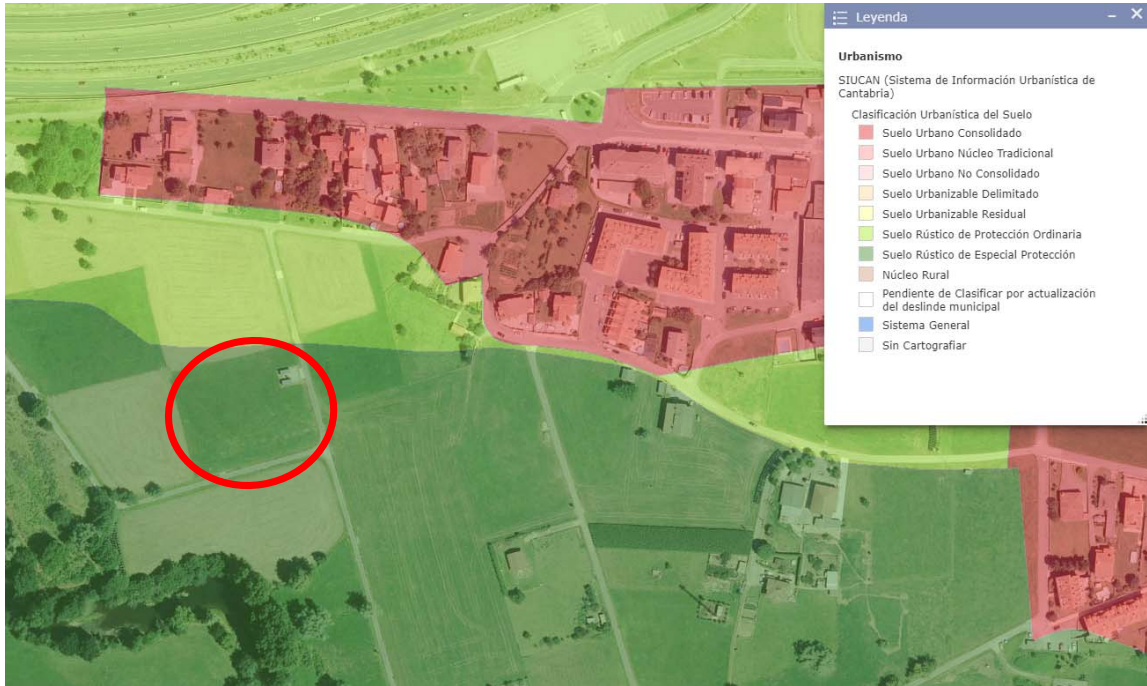 Leyenda
Urbanismo
SIUCAN (Sistema de Información Urbanística de
Cantabria)
Clasificación Urbanística del Suelo
Suelo Urbano Consolidado
Suelo Urbano Núcleo Tradicional
Suelo Urbano No Consolidado
Suelo Urbanizable Delimitado
Suelo Urbanizable Residual
Suelo Rústico de Protección Ordinaria
Suelo Rústico de Especial Protección
Núcleo Rural
Pendiente de Clasificar por actualización
del deslinde municipal
Sistema General
Sin Cartografiar